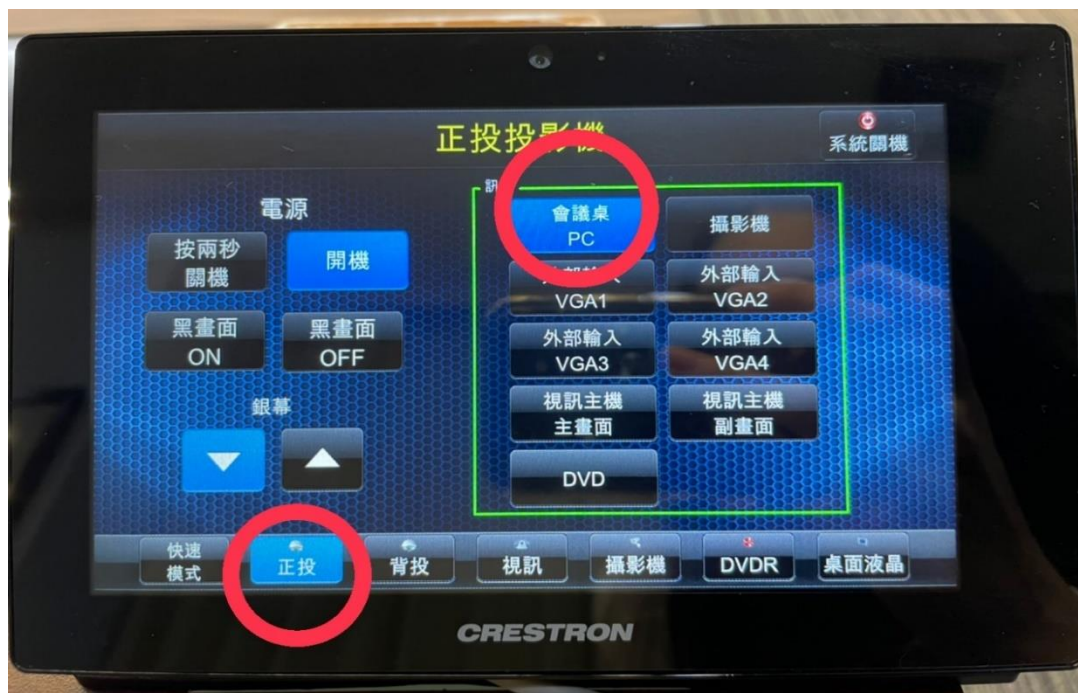 正投投影機
系統關機
電源
按兩秒
關機
開機
黑畫面
ON
黑畫面
OFF
銀幕
訊
會議桌
PC
攝影機
VGA1
外部輸入
VGA2
外部輸入
VGA3
外部輸入
VGA4
視訊主機
主畫面
視訊主機
副畫面
DVD
快速
模式
正投
背投
視訊
攝影機
DVDR
桌面液晶
CRESTRON